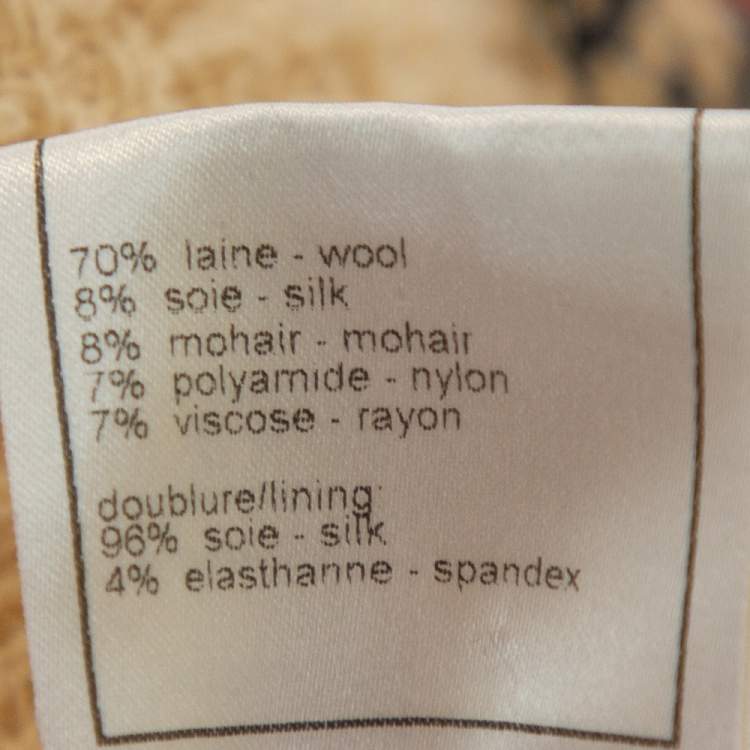 70% laine - wool
8% soie - silk
8% mohair - mohair
7% polyamide - nylon
7% viscose - rayon
doublure/lining:
96% soie - silk
4% elasthanne - spandex